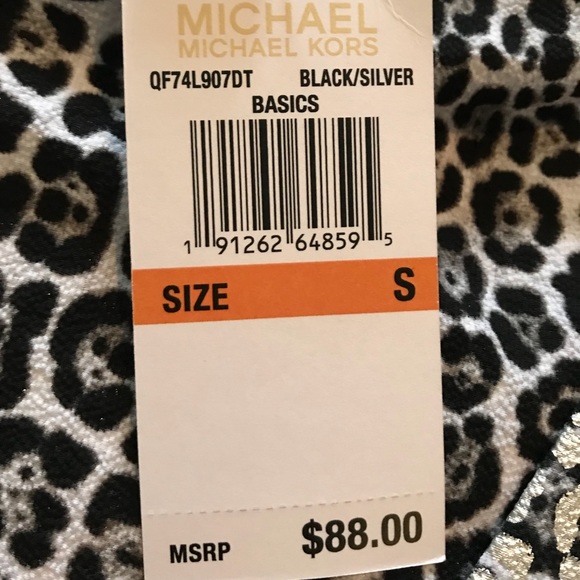 MICHAEL
MICHAEL KORS
QF74L907DT BLACK/SILVER
BASICS
1 91262 64859 5
SIZE S
MSRP $88.00